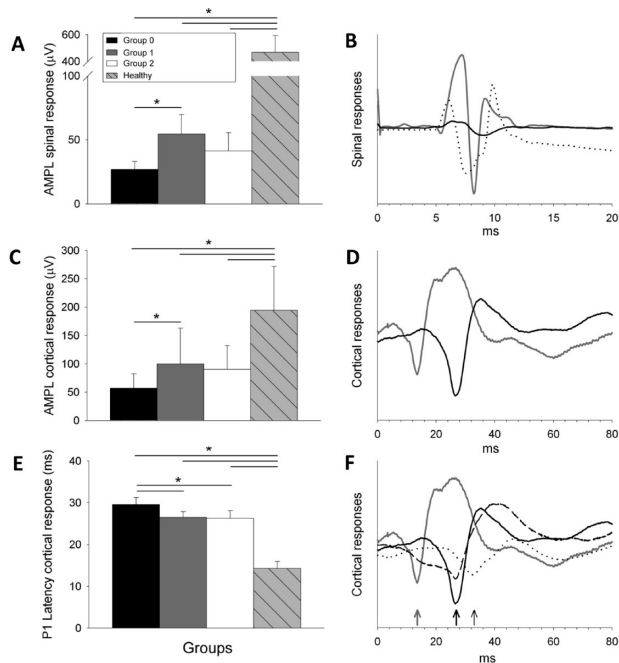 A
AMPL spinal response (µV)
600
400
100
50
0
Group 0
Group 1
Group 2
Healthy
*
*
B
Spinal responses
0 5 10 15 20
ms
C
AMPL cortical response (µV)
300
250
200
150
100
50
0
*
*
D
Cortical responses
0 20 40 60 80
ms
E
P1 Latency cortical response (ms)
40
30
20
10
0
*
*
Groups
F
Cortical responses
0 20 40 60 80
ms